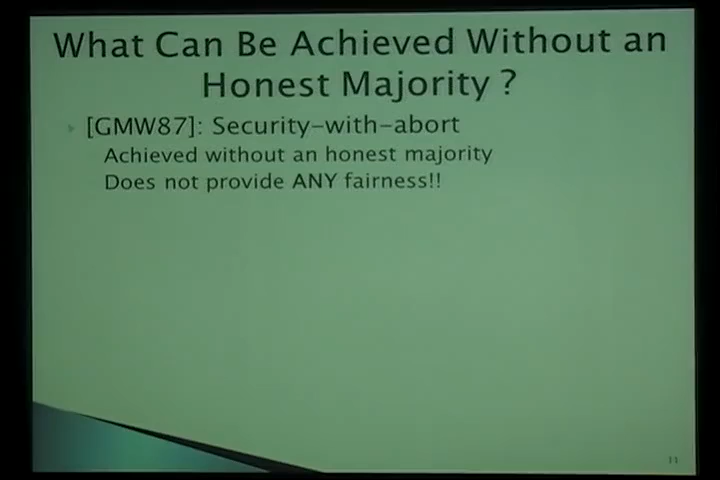 What Can Be Achieved Without an
Honest Majority ?
[GMW87]: Security-with-abort
Achieved without an honest majority
Does not provide ANY fairness!!
11